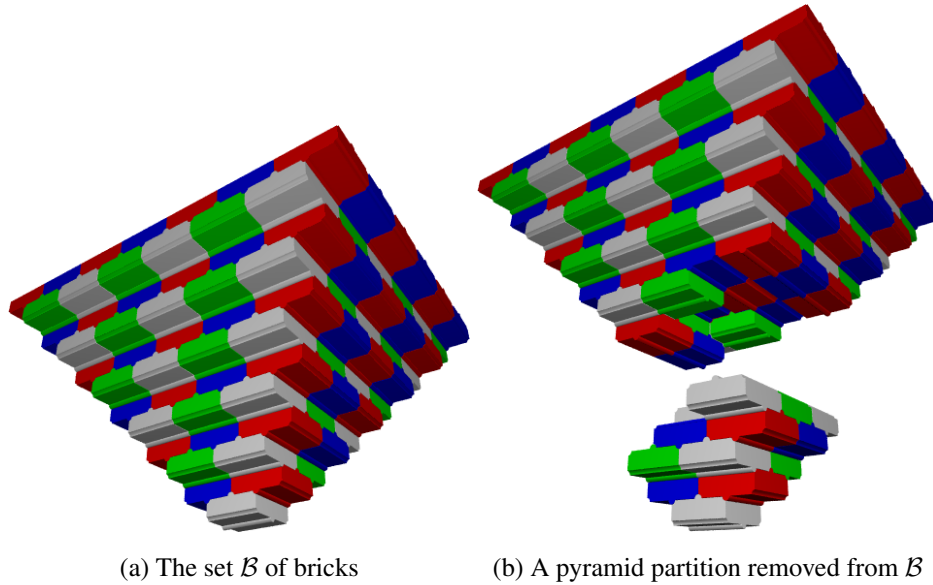 (a) The set ℬ of bricks
(b) A pyramid partition removed from ℬ